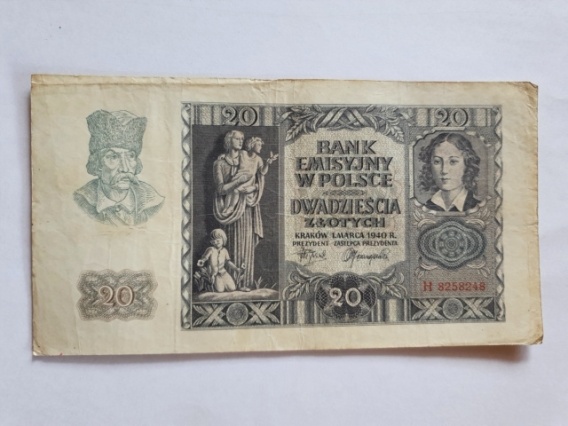 20
20
BANK
EMISYJNY
W POLSCE
DWADZIEŚCIA
ZŁOTYCH
KRAKÓW 1. MARCA 1940 R.
PREZYDENT ZASTĘPCA PREZYDENTA
20
20
H 8258248